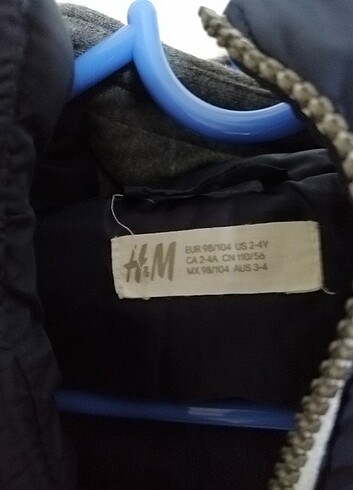 H&M
EUR 98/104 US 2-4Y
CA 2-4A CN 110/56
MX 98/104 AUS 3-4